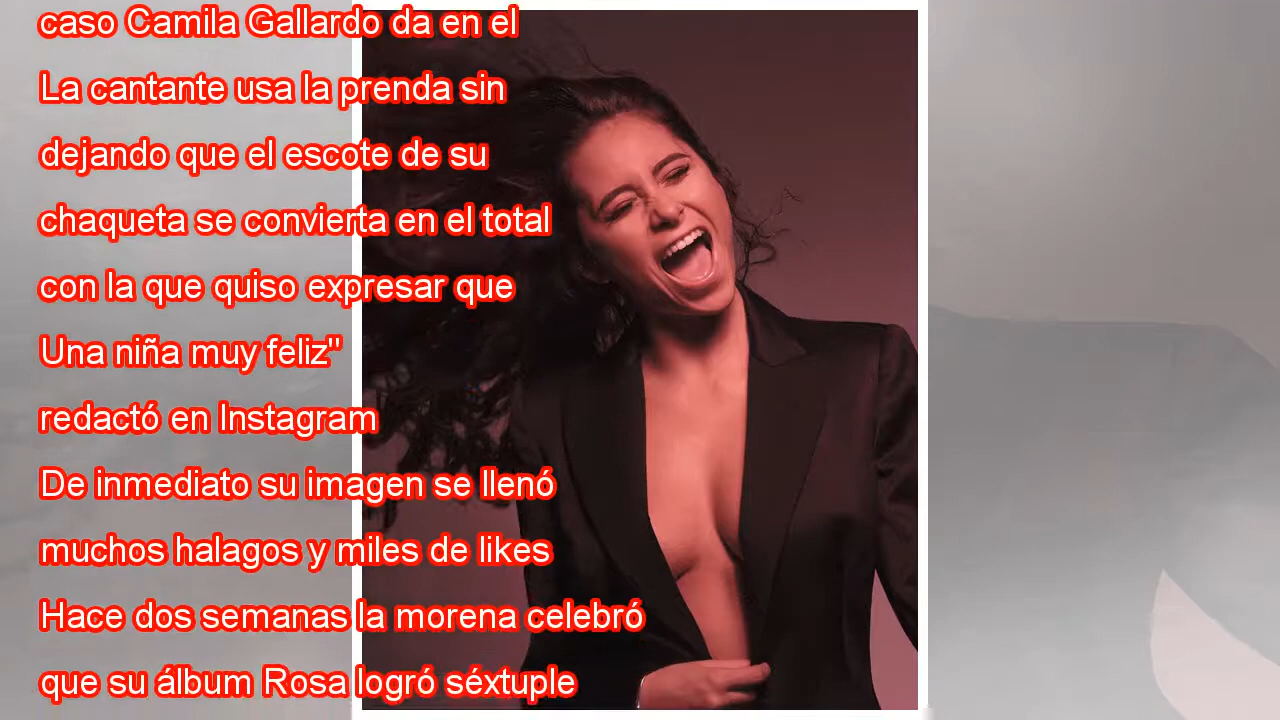 caso Camila Gallardo da en el
La cantante usa la prenda sin
dejando que el escote de su
chaqueta se convierta en el total
con la que quiso expresar que
Una niña muy feliz"
redactó en Instagram
De inmediato su imagen se llenó
muchos halagos y miles de likes
Hace dos semanas la morena celebró
que su álbum Rosa logró séxtuple